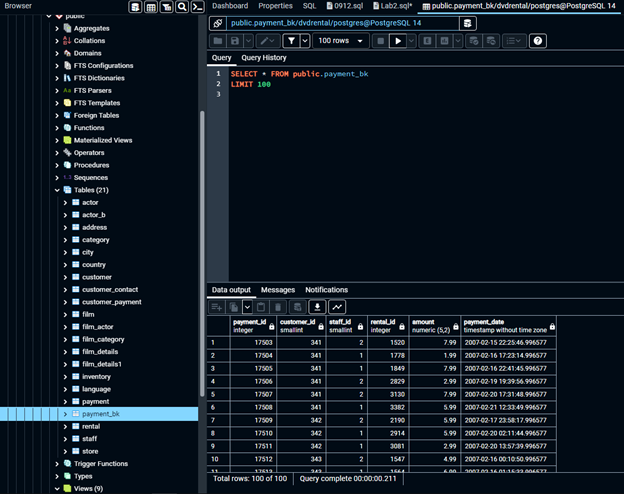 Browser
Dashboard Properties SQL 0912.sql Lab2.sql* public.payment_bk/dvdrental/postgres@PostgreSQL 14
public
Aggregates
Collations
Domains
FTS Configurations
FTS Dictionaries
FTS Parsers
FTS Templates
Foreign Tables
Functions
Materialized Views
Operators
Procedures
1..3 Sequences
Tables (21)
actor
actor_b
address
category
city
country
customer
customer_contact
customer_payment
film
film_actor
film_category
film_details
film_details1
inventory
language
payment
payment_bk
rental
staff
store
Trigger Functions
Types
Views (9)
public.payment_bk/dvdrental/postgres@PostgreSQL 14
100 rows
Query Query History
1 SELECT * FROM public.payment_bk
2 LIMIT 100
3
Data output Messages Notifications
payment_id customer_id staff_id rental_id amount payment_date
integer smallint smallint integer numeric (5,2) timestamp without time zone
1 17503 341 2 1520 7.99 2007-02-15 22:25:46.996577
2 17504 341 1 1778 1.99 2007-02-16 17:23:14.996577
3 17505 341 1 1849 7.99 2007-02-16 22:41:45.996577
4 17506 341 2 2829 2.99 2007-02-19 19:39:56.996577
5 17507 341 2 3130 7.99 2007-02-20 17:31:48.996577
6 17508 341 1 3382 5.99 2007-02-21 12:33:49.996577
7 17509 342 2 2190 5.99 2007-02-17 23:58:17.996577
8 17510 342 1 2914 5.99 2007-02-20 02:11:44.996577
9 17511 342 1 3081 2.99 2007-02-20 13:57:39.996577
10 17512 343 2 1547 4.99 2007-02-16 00:10:50.996577
11 17513 343 1 1564 6.99 2007-02-16 01:15:33.996577
Total rows: 100 of 100 Query complete 00:00:00.211